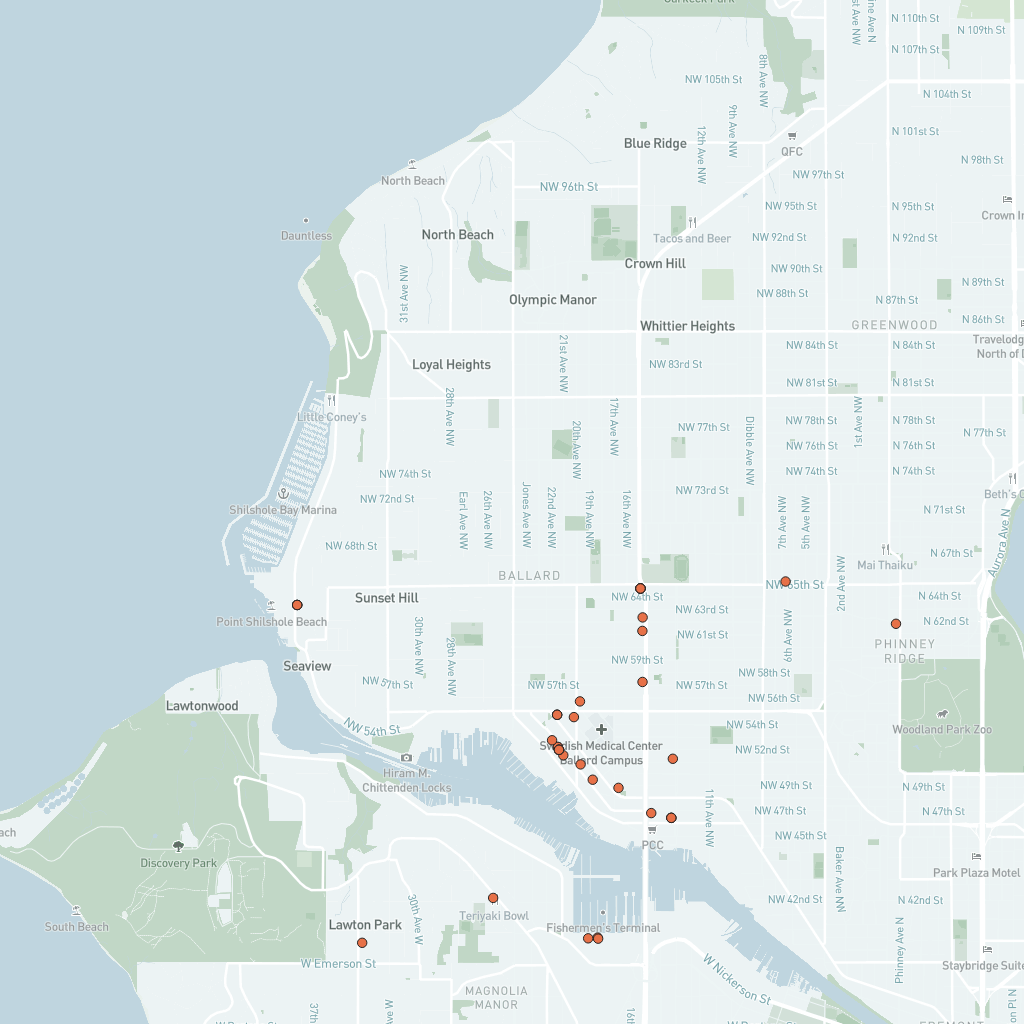 Carkeek Park
N 110th St
N 109th St
1st Ave NW
N 107th St
8th Ave NW
NW 105th St
N 104th St
9th Ave NW
12th Ave NW
N 101st St
Blue Ridge
QFC
N 98th St
North Beach
NW 97th St
NW 96th St
NW 95th St
N 95th St
Crown In
Dauntless
North Beach
Tacos and Beer
NW 92nd St
N 92nd St
Crown Hill
NW 90th St
31st Ave NW
N 89th St
NW 88th St
Olympic Manor
N 87th St
N 86th St
Whittier Heights
GREENWOOD
Travelodg
North of D
21st Ave NW
NW 84th St
N 84th St
Loyal Heights
NW 83rd St
NW 81st St
N 81st St
Little Coney's
28th Ave NW
17th Ave NW
20th Ave NW
NW 77th St
Dibble Ave NW
NW 78th St
1st Ave NW
N 78th St
N 77th St
NW 76th St
N 76th St
NW 74th St
NW 74th St
N 74th St
Beth's C
NW 72nd St
NW 73rd St
Shilshole Bay Marina
Earl Ave NW
26th Ave NW
Jones Ave NW
22nd Ave NW
19th Ave NW
16th Ave NW
7th Ave NW
5th Ave NW
N 71st St
Aurora Ave N
NW 68th St
Mai Thaiku
N 67th St
BALLARD
NW 65th St
2nd Ave NW
Sunset Hill
NW 64th St
N 64th St
NW 63rd St
Point Shilshole Beach
N 62nd St
30th Ave NW
28th Ave NW
NW 61st St
6th Ave NW
PHINNEY
RIDGE
Seaview
NW 59th St
NW 58th St
NW 57th St
NW 57th St
NW 57th St
NW 56th St
Lawtonwood
NW 54th St
NW 54th St
Woodland Park Zoo
Swedish Medical Center
Ballard Campus
NW 52nd St
Hiram M.
Chittenden Locks
NW 49th St
N 49th St
11th Ave NW
NW 47th St
N 47th St
ach
NW 45th St
PCC
Discovery Park
Baker Ave NW
Park Plaza Motel
NW 42nd St
N 42nd St
South Beach
30th Ave W
Teriyaki Bowl
Lawton Park
Fishermen's Terminal
Phinney Ave N
W Emerson St
W Nickerson St
Staybridge Suite
MAGNOLIA
MANOR
37th
Ave W
16th
FREMONT